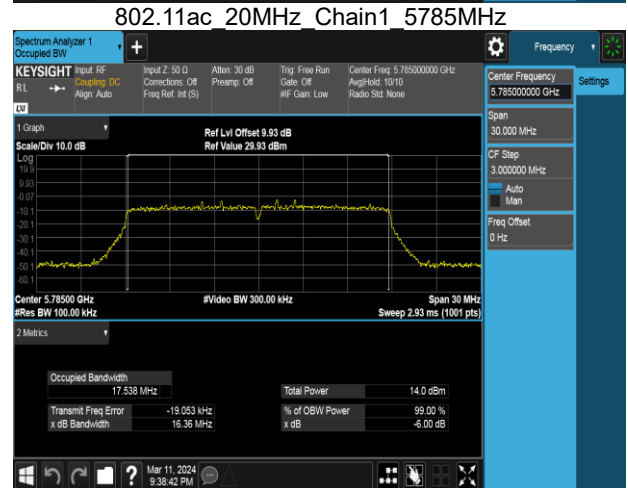 802.11ac_20MHz_Chain1_5785MHz
Spectrum Analyzer 1
Occupied BW
+
Frequency
KEYSIGHT Input: RF Input Z: 50 Ω Atten: 30 dB Trig: Free Run Center Freq: 5.785000000 GHz
RL Coupling: DC Corrections: Off Preamp: Off Gate: Off Avg|Hold: 10/10
Align: Auto Freq Ref: Int (S) #IF Gain: Low Radio Std: None
LXI
Center Frequency
5.785000000 GHz
Settings
Span
30.000 MHz
CF Step
3.000000 MHz
Auto
Man
Freq Offset
0 Hz
1 Graph
Ref Lvl Offset 9.93 dB
Scale/Div 10.0 dB Ref Value 29.93 dBm
Log
19.9
9.93
-0.07
-10.1
-20.1
-30.1
-40.1
-50.1
-60.1
Center 5.78500 GHz #Video BW 300.00 kHz Span 30 MHz
#Res BW 100.00 kHz Sweep 2.93 ms (1001 pts)
2 Metrics
Occupied Bandwidth
17.538 MHz Total Power 14.0 dBm
Transmit Freq Error -19.053 kHz % of OBW Power 99.00 %
x dB Bandwidth 16.36 MHz x dB -6.00 dB
? Mar 11, 2024
9:38:42 PM